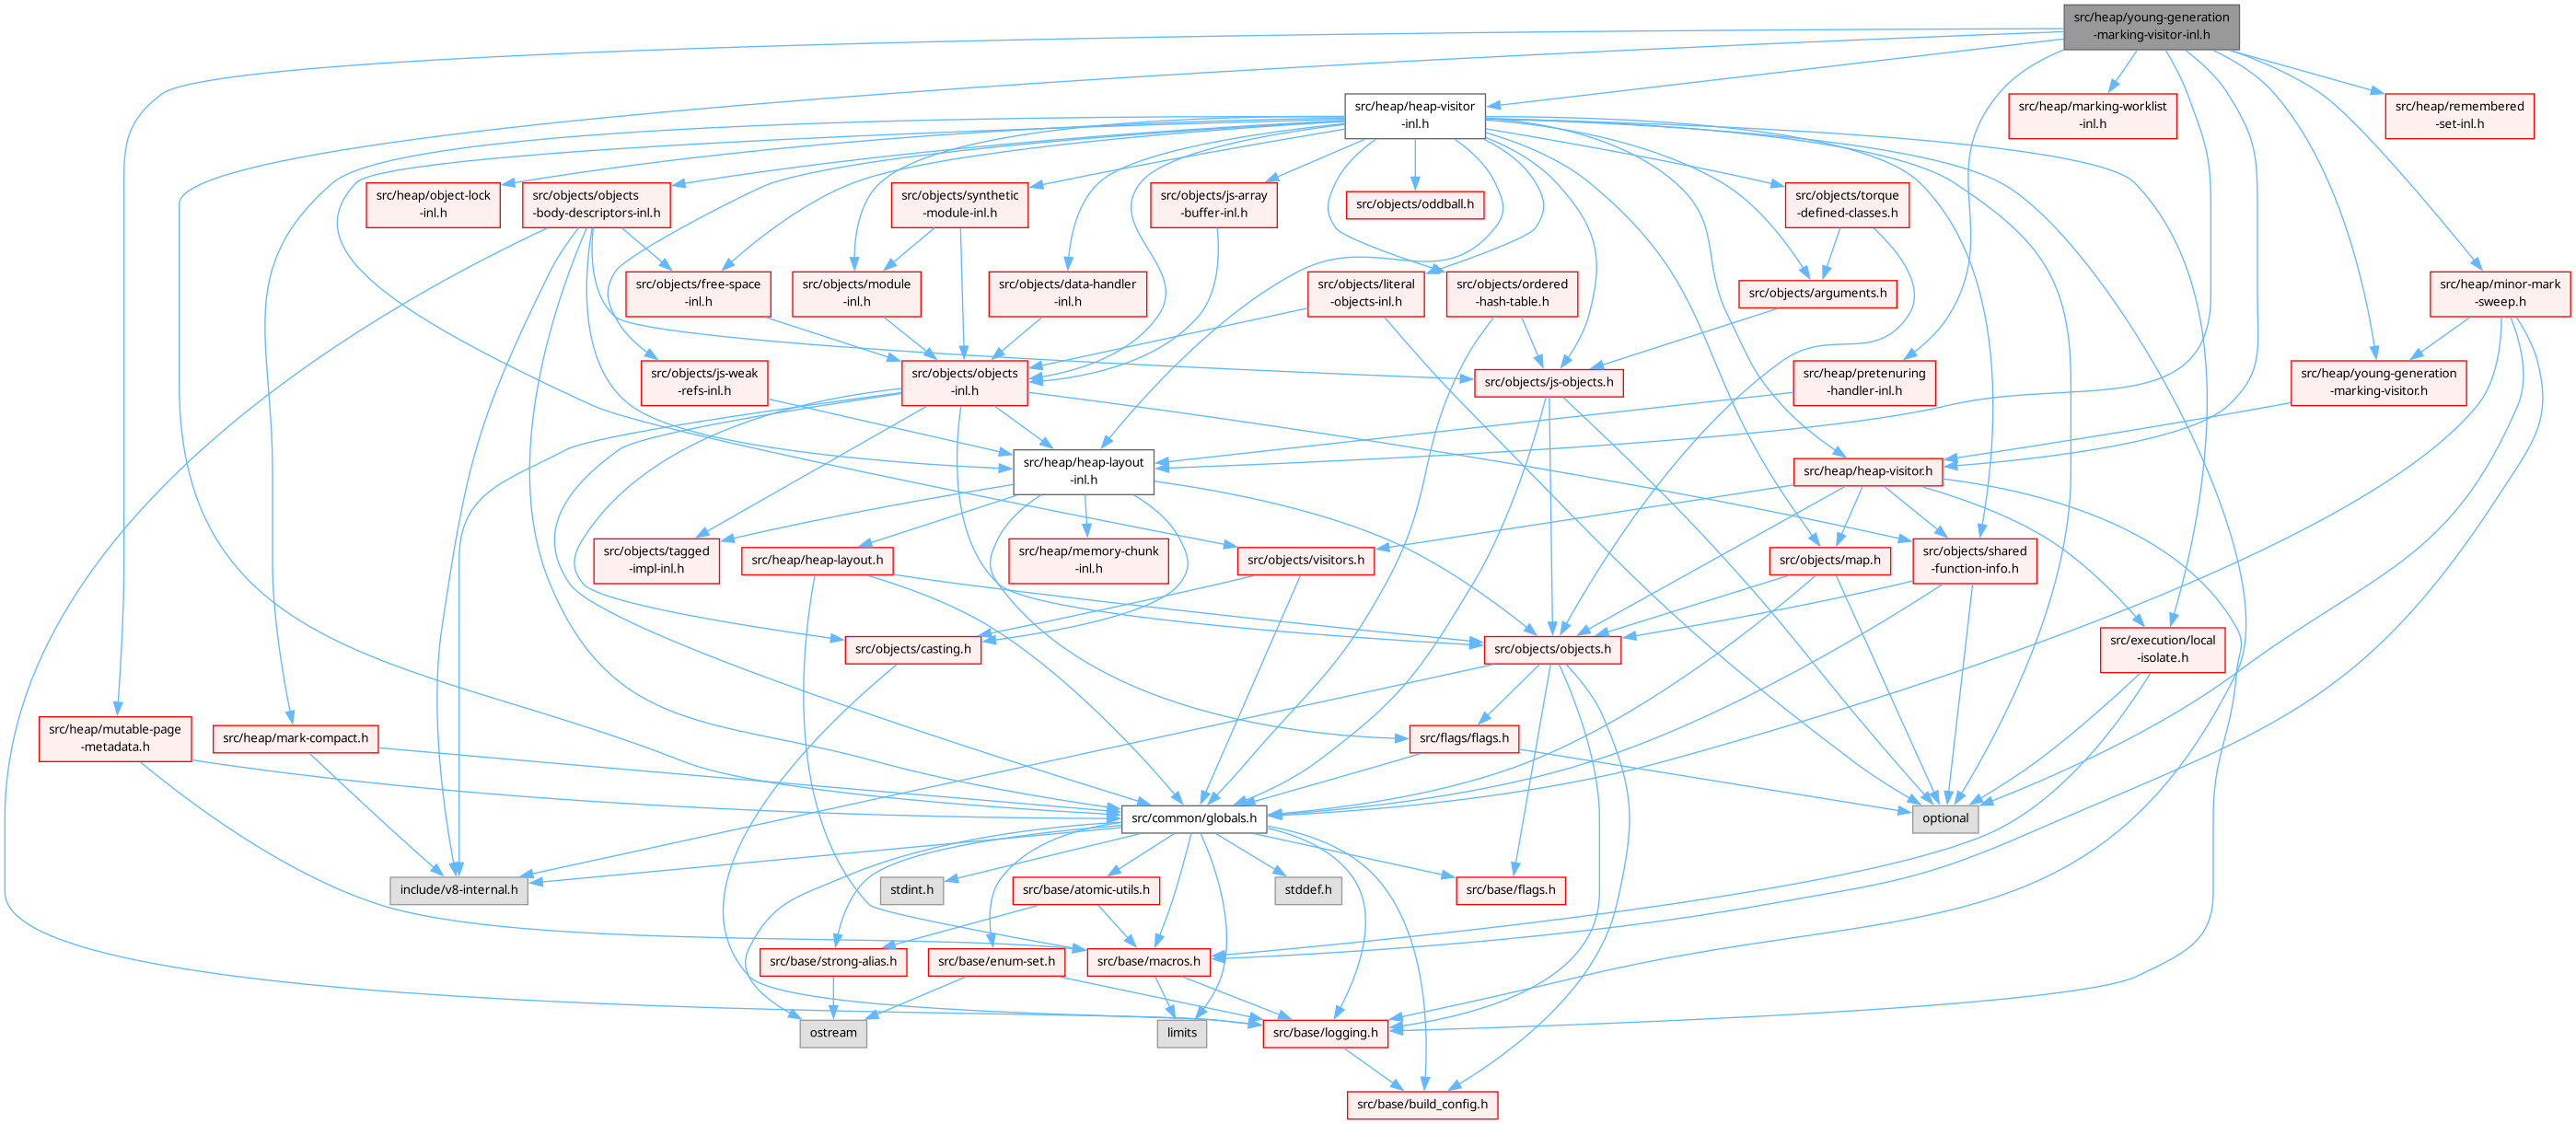 src/heap/young-generation
-marking-visitor-inl.h
src/heap/heap-visitor
-inl.h
src/heap/marking-worklist
-inl.h
src/heap/remembered
-set-inl.h
src/heap/object-lock
-inl.h
src/objects/objects
-body-descriptors-inl.h
src/objects/synthetic
-module-inl.h
src/objects/js-array
-buffer-inl.h
src/objects/oddball.h
src/objects/torque
-defined-classes.h
src/objects/free-space
-inl.h
src/objects/module
-inl.h
src/objects/data-handler
-inl.h
src/objects/literal
-objects-inl.h
src/objects/ordered
-hash-table.h
src/objects/arguments.h
src/heap/minor-mark
-sweep.h
src/objects/js-weak
-refs-inl.h
src/objects/objects
-inl.h
src/objects/js-objects.h
src/heap/pretenuring
-handler-inl.h
src/heap/young-generation
-marking-visitor.h
src/heap/heap-layout
-inl.h
src/heap/heap-visitor.h
src/objects/tagged
-impl-inl.h
src/heap/heap-layout.h
src/heap/memory-chunk
-inl.h
src/objects/visitors.h
src/objects/map.h
src/objects/shared
-function-info.h
src/objects/casting.h
src/objects/objects.h
src/execution/local
-isolate.h
src/heap/mutable-page
-metadata.h
src/heap/mark-compact.h
src/flags/flags.h
src/common/globals.h
optional
include/v8-internal.h
stdint.h
src/base/atomic-utils.h
stddef.h
src/base/flags.h
src/base/strong-alias.h
src/base/enum-set.h
src/base/macros.h
ostream
limits
src/base/logging.h
src/base/build_config.h